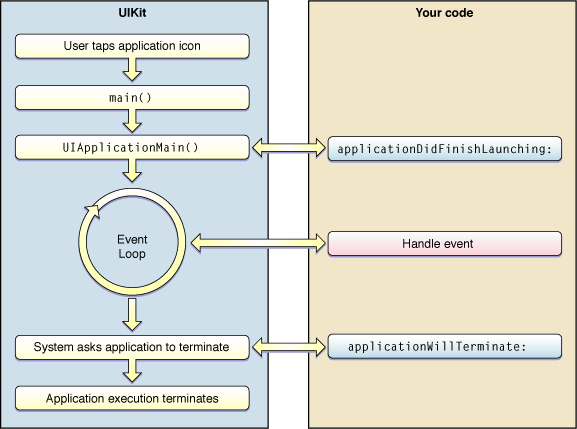 UIKit
User taps application icon
main()
UIApplicationMain()
Event
Loop
System asks application to terminate
Application execution terminates
Your code
applicationDidFinishLaunching:
Handle event
applicationWillTerminate: